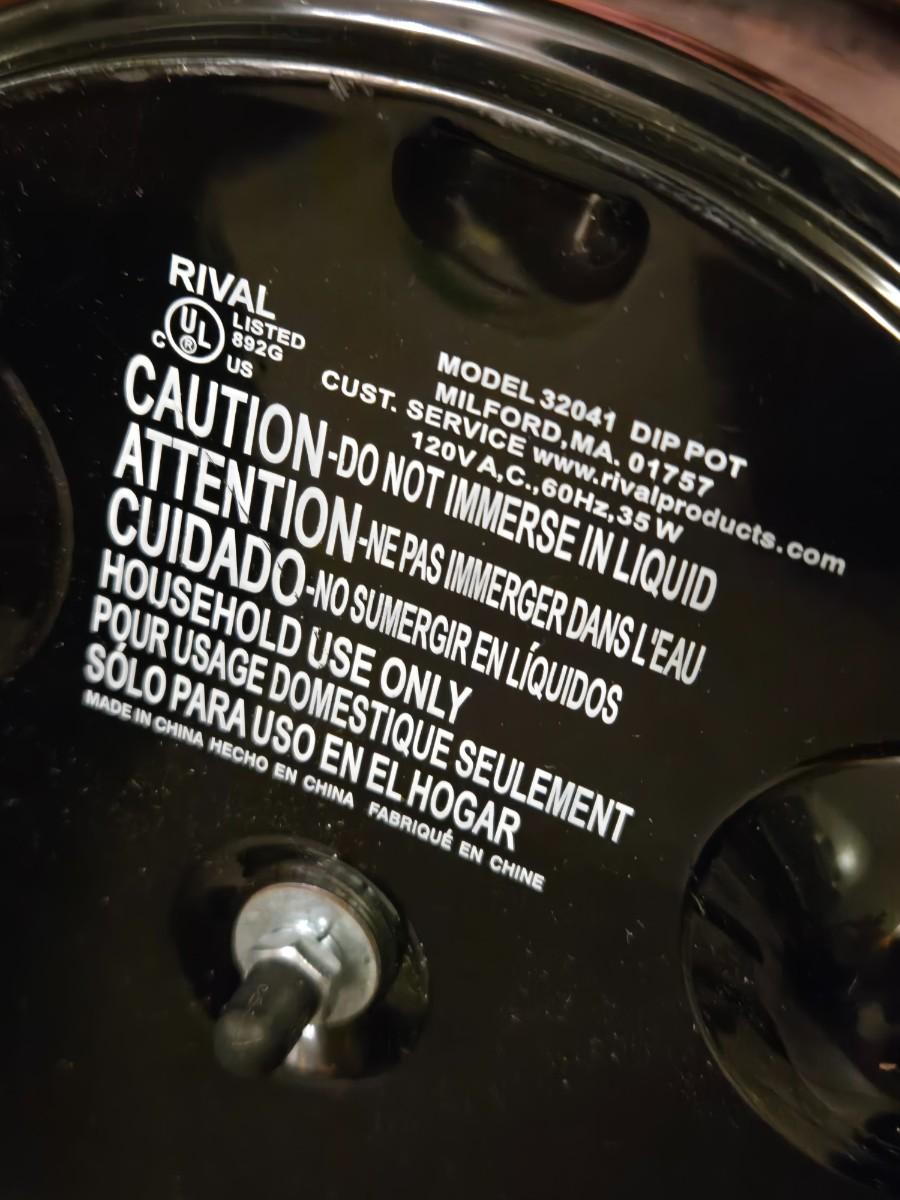 RIVAL
C UL ® US LISTED 892G
MODEL 32041 DIP POT
MILFORD,MA. 01757
CUST. SERVICE www.rivalproducts.com
120V A,C.,60Hz,35 W
CAUTION-DO NOT IMMERSE IN LIQUID
ATTENTION-NE PAS IMMERGER DANS L'EAU
CUIDADO-NO SUMERGIR EN LÍQUIDOS
HOUSEHOLD USE ONLY
POUR USAGE DOMESTIQUE SEULEMENT
SÓLO PARA USO EN EL HOGAR
MADE IN CHINA HECHO EN CHINA FABRIQUÉ EN CHINE